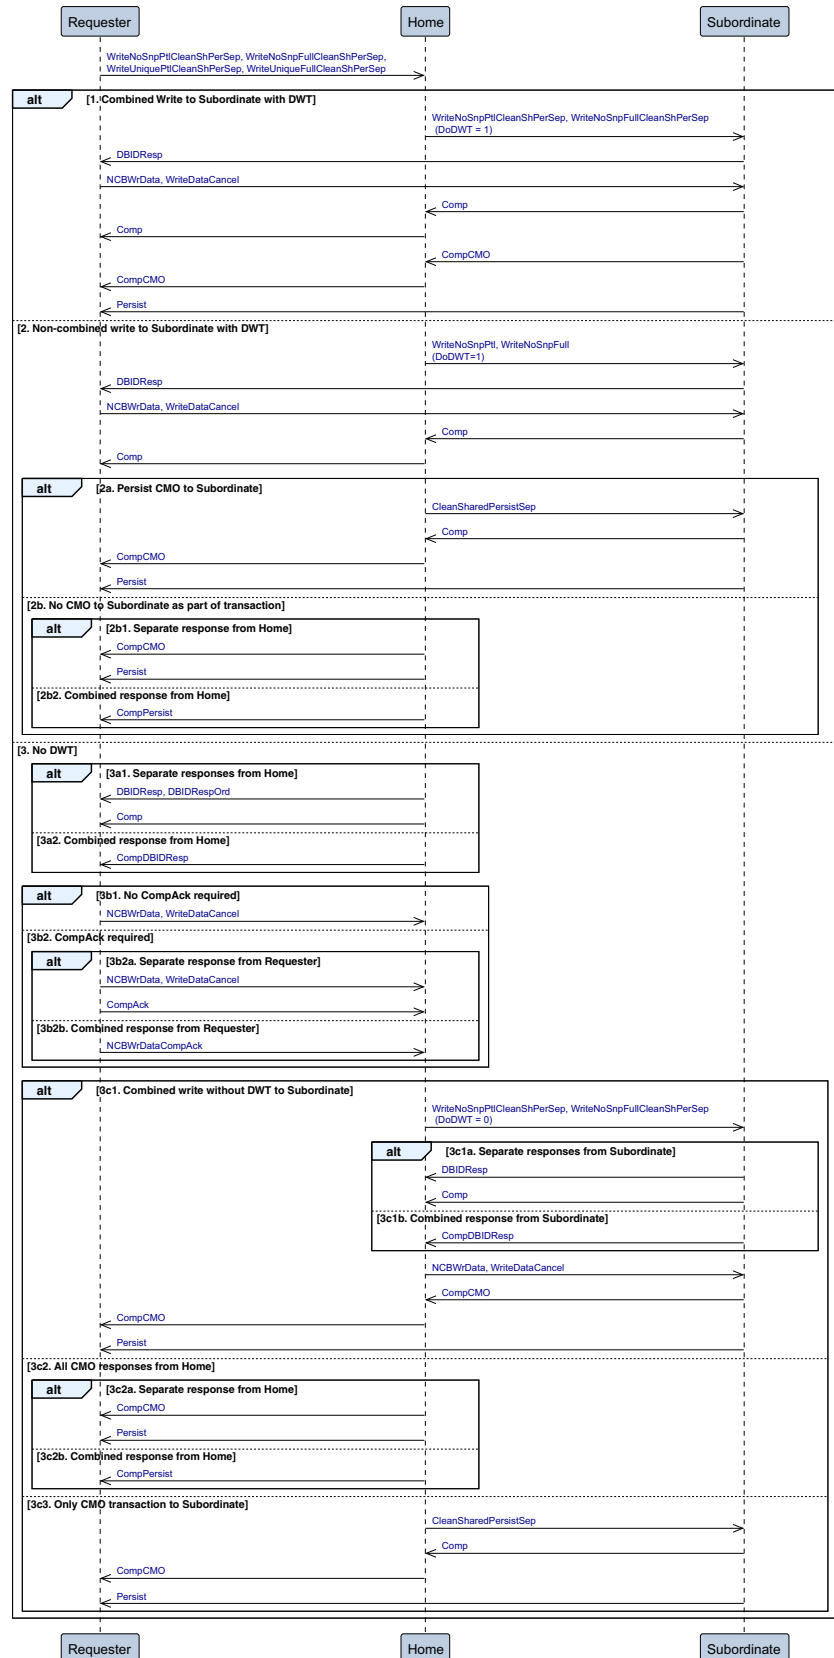 Requester
Home
Subordinate
WriteNoSnpPtlCleanShPerSep, WriteNoSnpFullCleanShPerSep,
WriteUniquePtlCleanShPerSep, WriteUniqueFullCleanShPerSep
alt
[1. Combined Write to Subordinate with DWT]
WriteNoSnpPtlCleanShPerSep, WriteNoSnpFullCleanShPerSep
(DoDWT = 1)
DBIDResp
NCBWrData, WriteDataCancel
Comp
Comp
CompCMO
CompCMO
Persist
[2. Non-combined write to Subordinate with DWT]
WriteNoSnpPtl, WriteNoSnpFull
(DoDWT=1)
DBIDResp
NCBWrData, WriteDataCancel
Comp
Comp
alt
[2a. Persist CMO to Subordinate]
CleanSharedPersistSep
Comp
CompCMO
Persist
[2b. No CMO to Subordinate as part of transaction]
alt
[2b1. Separate response from Home]
CompCMO
Persist
[2b2. Combined response from Home]
CompPersist
[3. No DWT]
alt
[3a1. Separate responses from Home]
DBIDResp, DBIDRespOrd
Comp
[3a2. Combined response from Home]
CompDBIDResp
alt
[3b1. No CompAck required]
NCBWrData, WriteDataCancel
[3b2. CompAck required]
alt
[3b2a. Separate response from Requester]
NCBWrData, WriteDataCancel
CompAck
[3b2b. Combined response from Requester]
NCBWrDataCompAck
alt
[3c1. Combined write without DWT to Subordinate]
WriteNoSnpPtlCleanShPerSep, WriteNoSnpFullCleanShPerSep
(DoDWT = 0)
alt
[3c1a. Separate responses from Subordinate]
DBIDResp
Comp
[3c1b. Combined response from Subordinate]
CompDBIDResp
NCBWrData, WriteDataCancel
CompCMO
CompCMO
Persist
[3c2. All CMO responses from Home]
alt
[3c2a. Separate response from Home]
CompCMO
Persist
[3c2b. Combined response from Home]
CompPersist
[3c3. Only CMO transaction to Subordinate]
CleanSharedPersistSep
Comp
CompCMO
Persist
Requester
Home
Subordinate